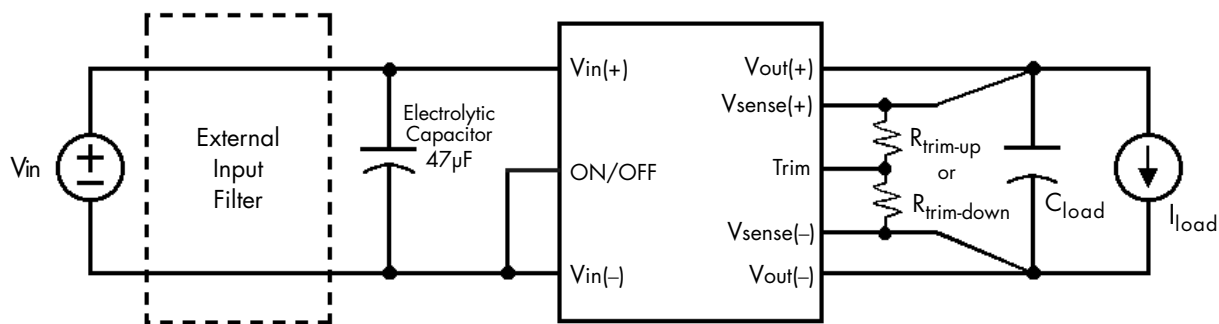 Vin
External
Input
Filter
Electrolytic
Capacitor
47µF
Vin(+)
ON/OFF
Vin(–)
Vout(+)
Vsense(+)
Trim
Vsense(–)
Vout(–)
Rtrim-up
or
Rtrim-down
Cload
Iload